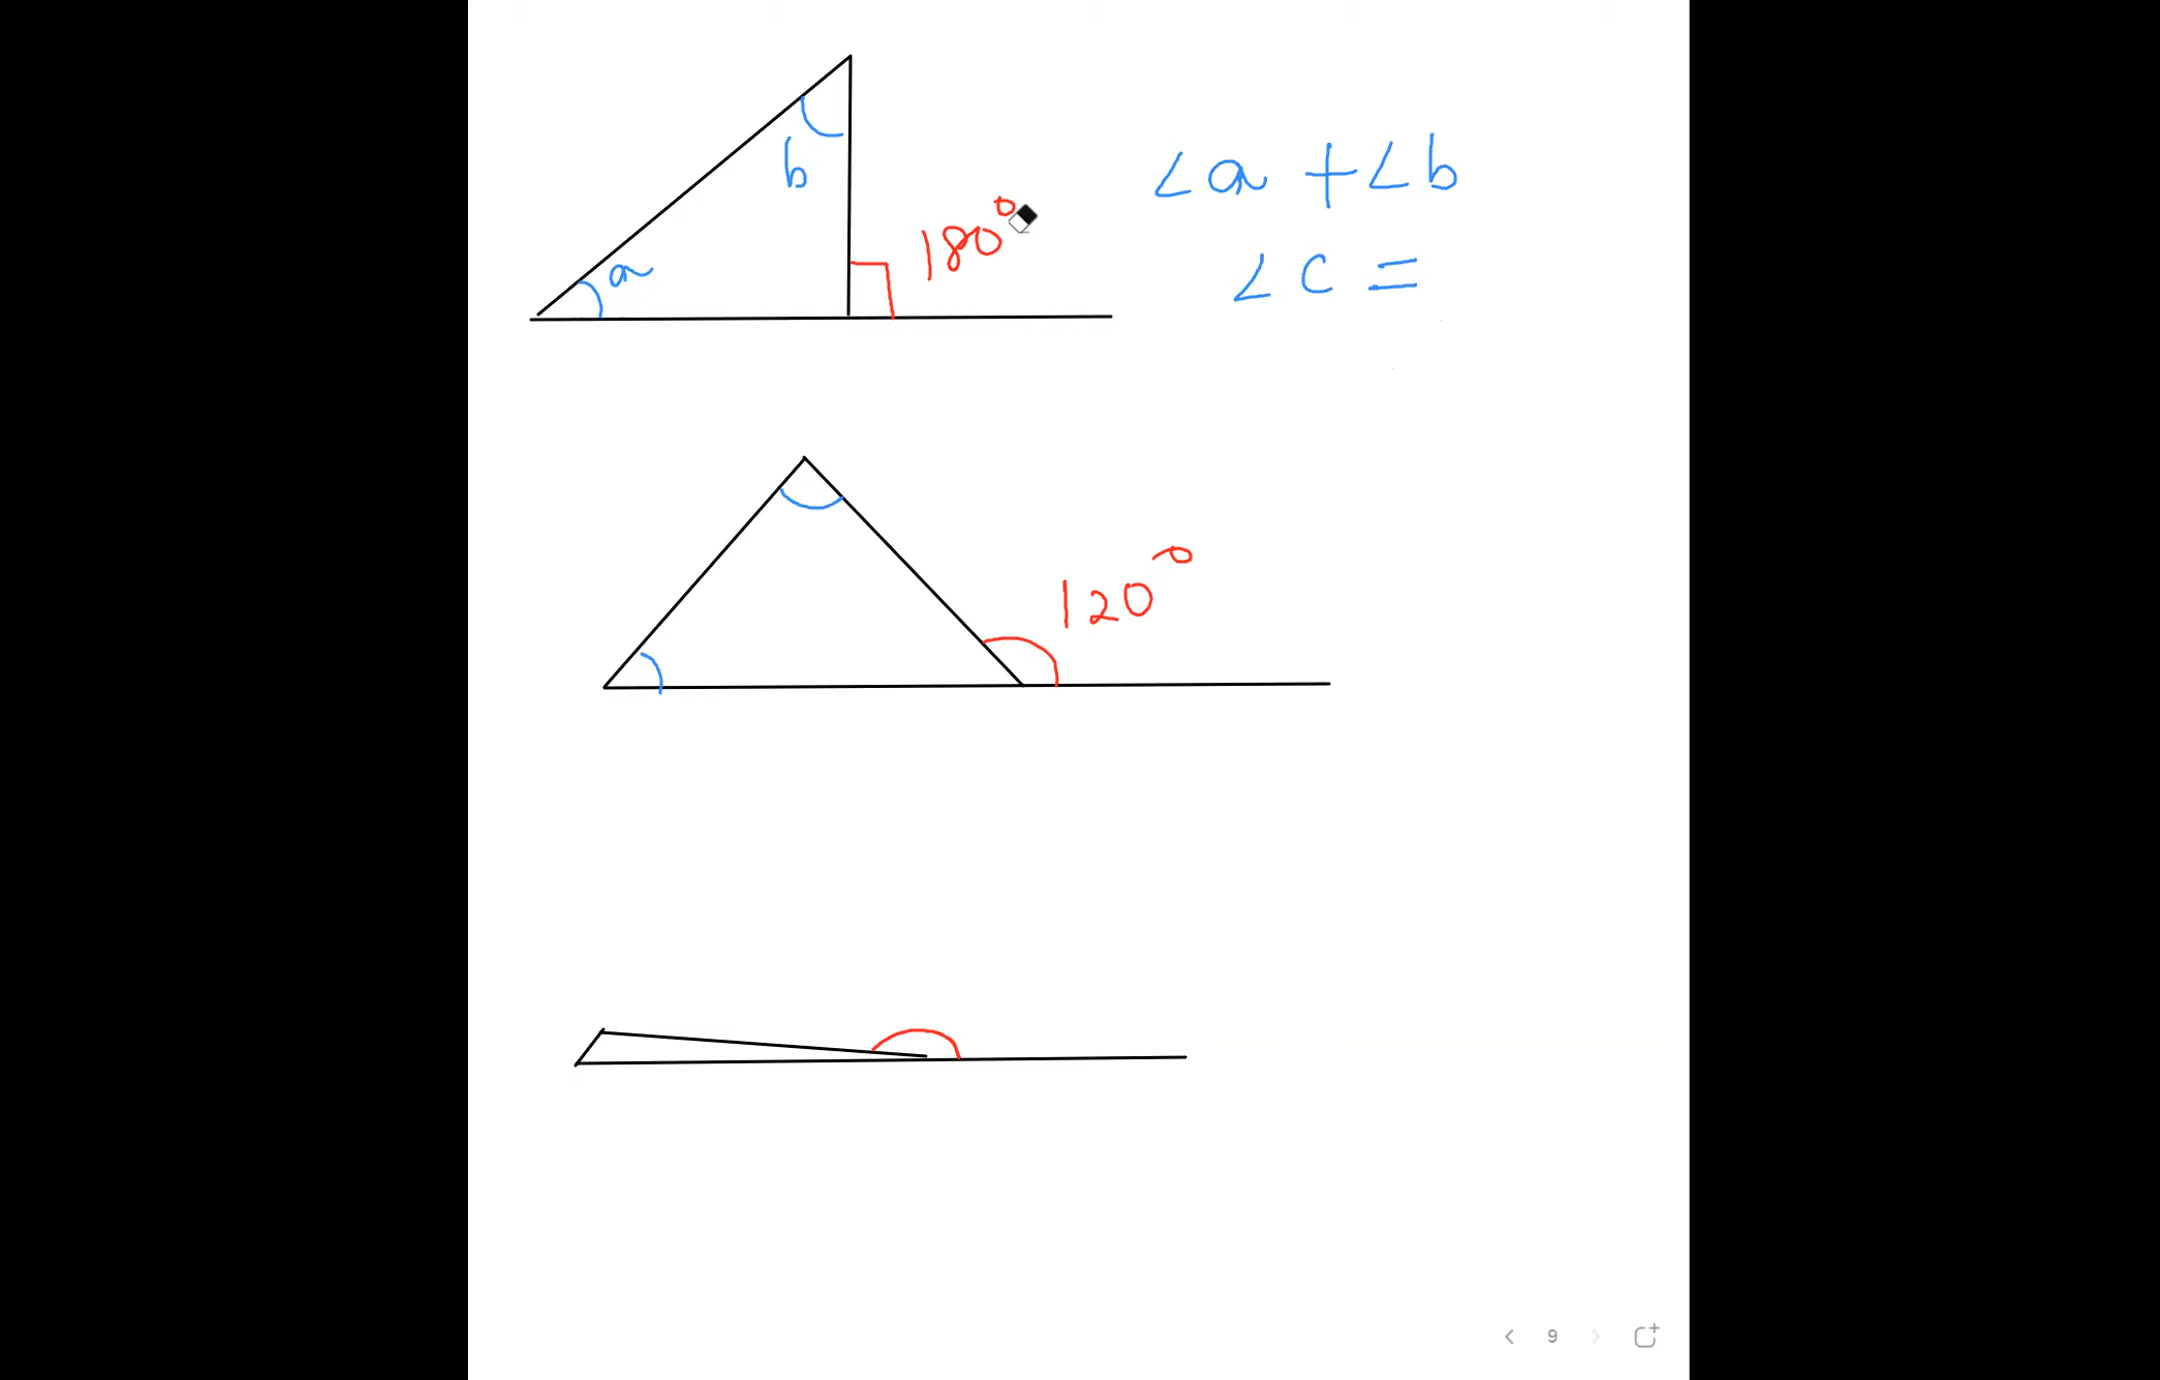 b
a
180°
∠a + ∠b
∠c =
120°
9